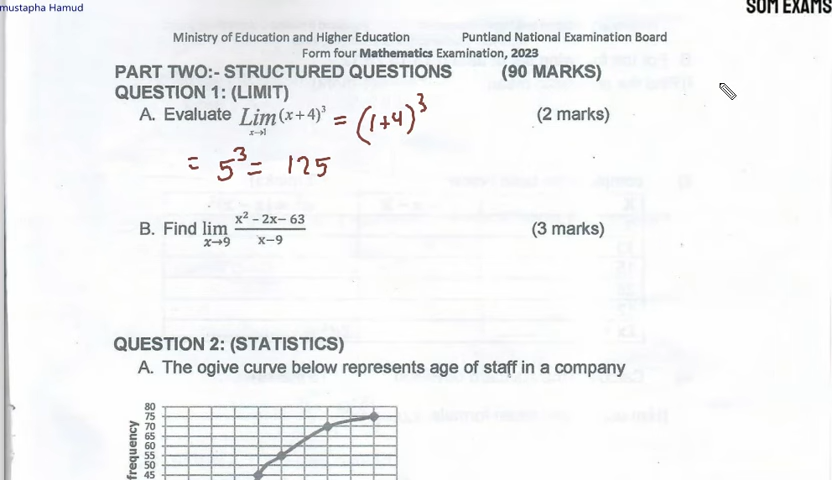 mustapha Hamud
SOM EXAMS
Ministry of Education and Higher Education Puntland National Examination Board
Form four Mathematics Examination, 2023
PART TWO:- STRUCTURED QUESTIONS (90 MARKS)
QUESTION 1: (LIMIT)
A. Evaluate Lim x→1 (x+4)³ = (1+4)³ (2 marks)
= 5³ = 125
B. Find lim x→9 x² - 2x- 63 / x-9 (3 marks)
QUESTION 2: (STATISTICS)
A. The ogive curve below represents age of staff in a company
80
75
70
65
60
55
50
45
frequency